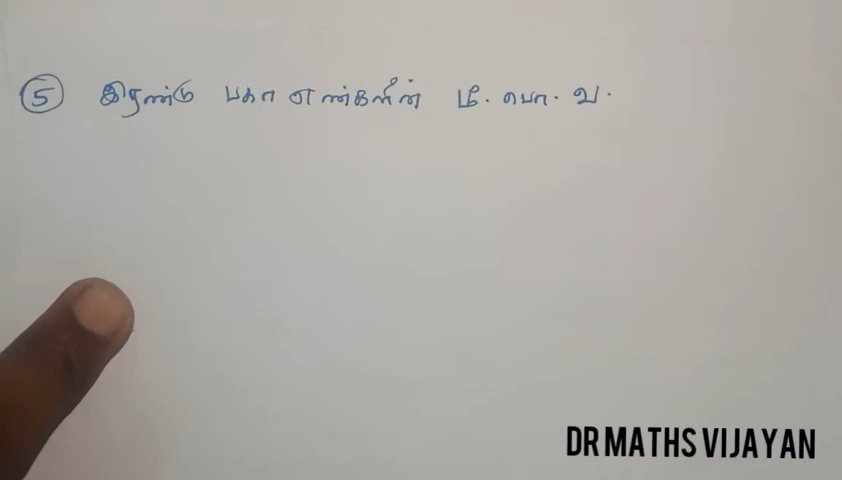 5 இரண்டு பகா எண்களின் மீ. பொ. வ.
DR MATHS VIJAYAN